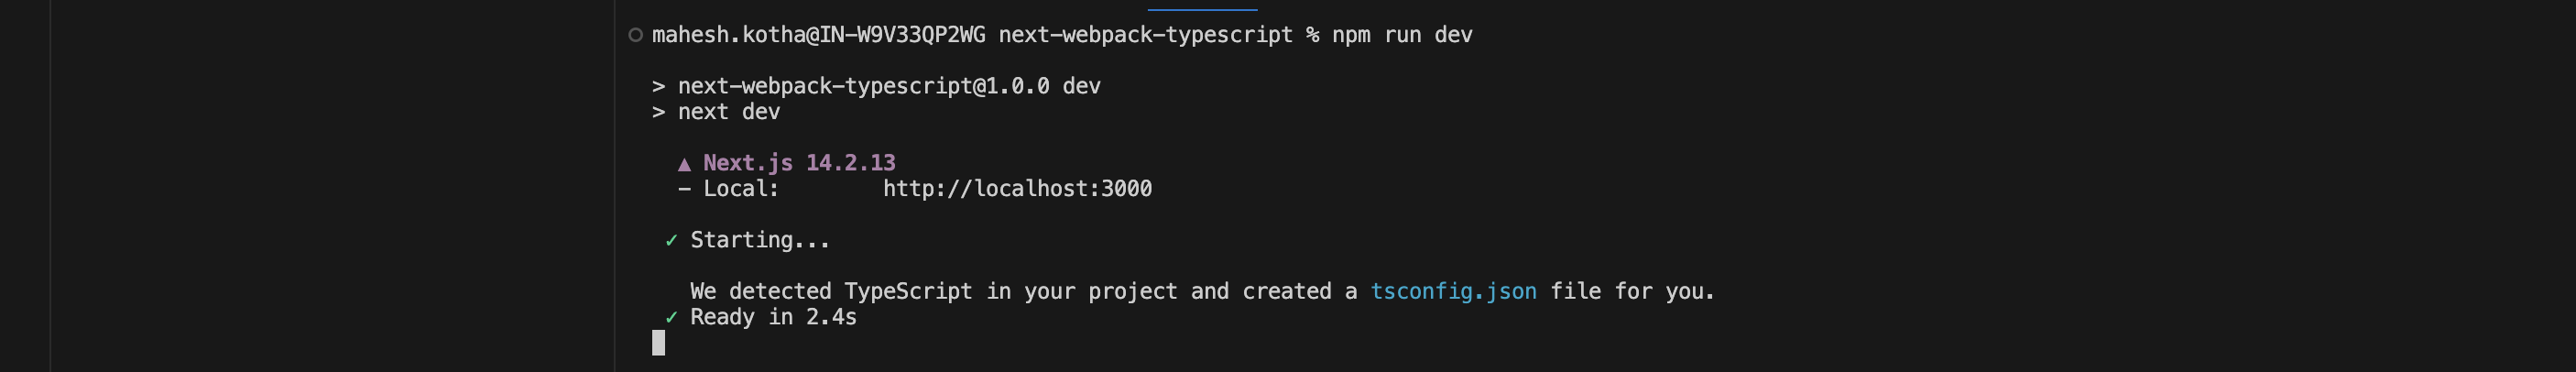 mahesh.kotha@IN-W9V33QP2WG next-webpack-typescript % npm run dev
> next-webpack-typescript@1.0.0 dev
> next dev
▲ Next.js 14.2.13
- Local: http://localhost:3000
✓ Starting...
We detected TypeScript in your project and created a tsconfig.json file for you.
✓ Ready in 2.4s